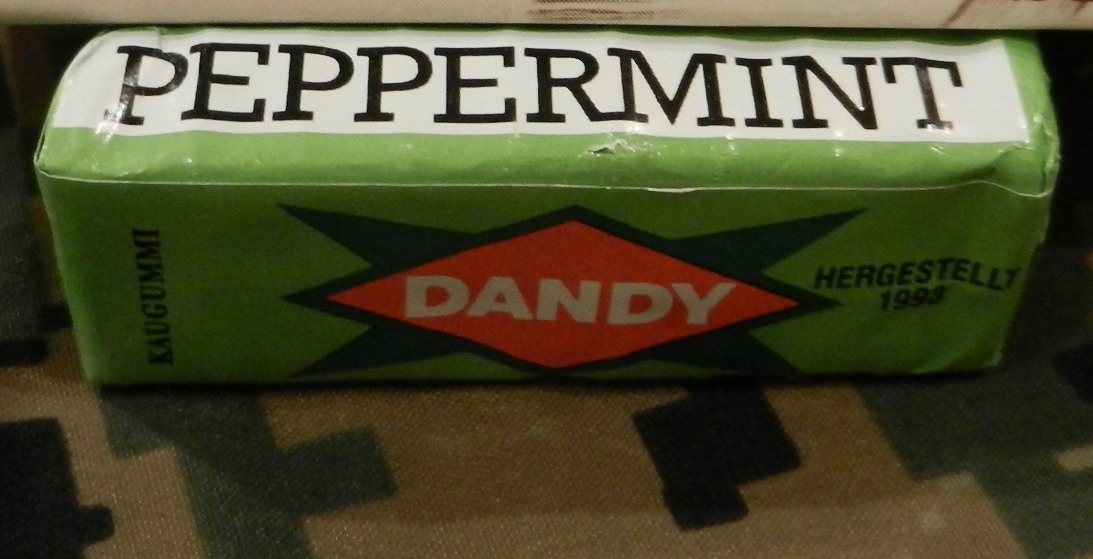 PEPPERMINT
KAUGUMMI
DANDY
HERGESTELLT
1993